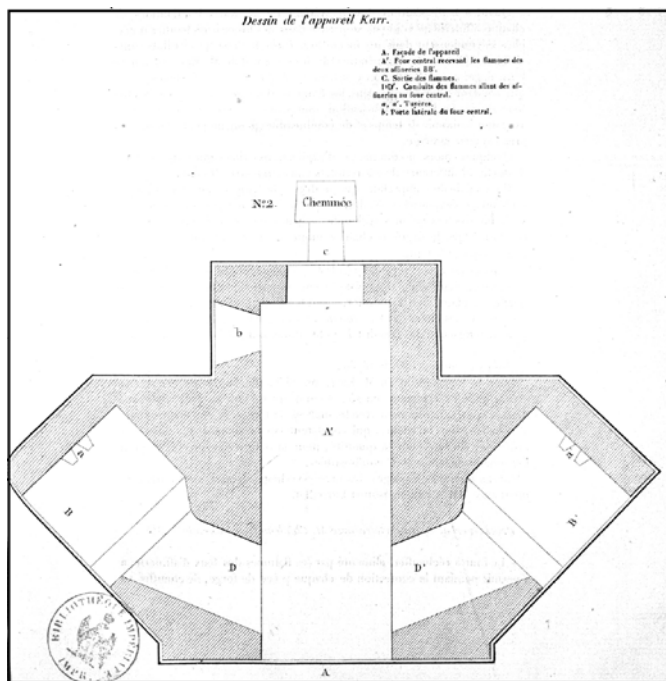 Dessin de l'appareil Karr.
A. Façade de l'appareil
A'. Four central recevant les flammes des
deux affineries BB'.
C. Sortie des flammes.
DD'. Conduits des flammes allant des af-
fineries au four central.
a, a'. Tuyères.
b. Porte latérale du four central.
N.º 2.
Cheminée
c
b
A'
a
a'
B
B'
D
D'
BIBLIOTHÈQUE IMPÉRIALE
IMPR.
A